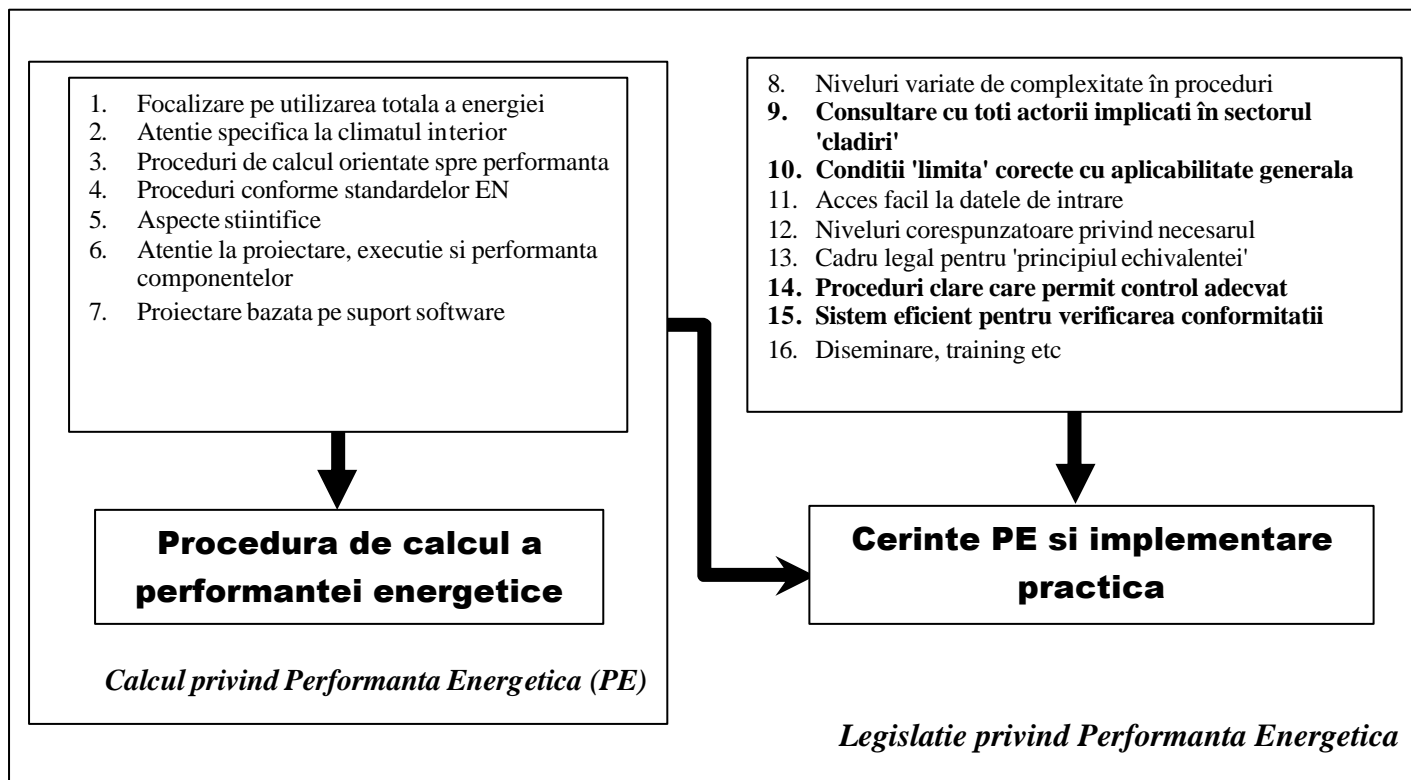 1. Focalizare pe utilizarea totala a energiei
2. Atentie specifica la climatul interior
3. Proceduri de calcul orientate spre performanta
4. Proceduri conforme standardelor EN
5. Aspecte stiintifice
6. Atentie la proiectare, executie si performanta
componentelor
7. Proiectare bazata pe suport software
Procedura de calcul a
performantei energetice
Calcul privind Performanta Energetica (PE)
8. Niveluri variate de complexitate în proceduri
9. Consultare cu toti actorii implicati în sectorul
'cladiri'
10. Conditii 'limita' corecte cu aplicabilitate generala
11. Acces facil la datele de intrare
12. Niveluri corespunzatoare privind necesarul
13. Cadru legal pentru 'principiul echivalentei'
14. Proceduri clare care permit control adecvat
15. Sistem eficient pentru verificarea conformitatii
16. Diseminare, training etc
Cerinte PE si implementare
practica
Legislatie privind Performanta Energetica